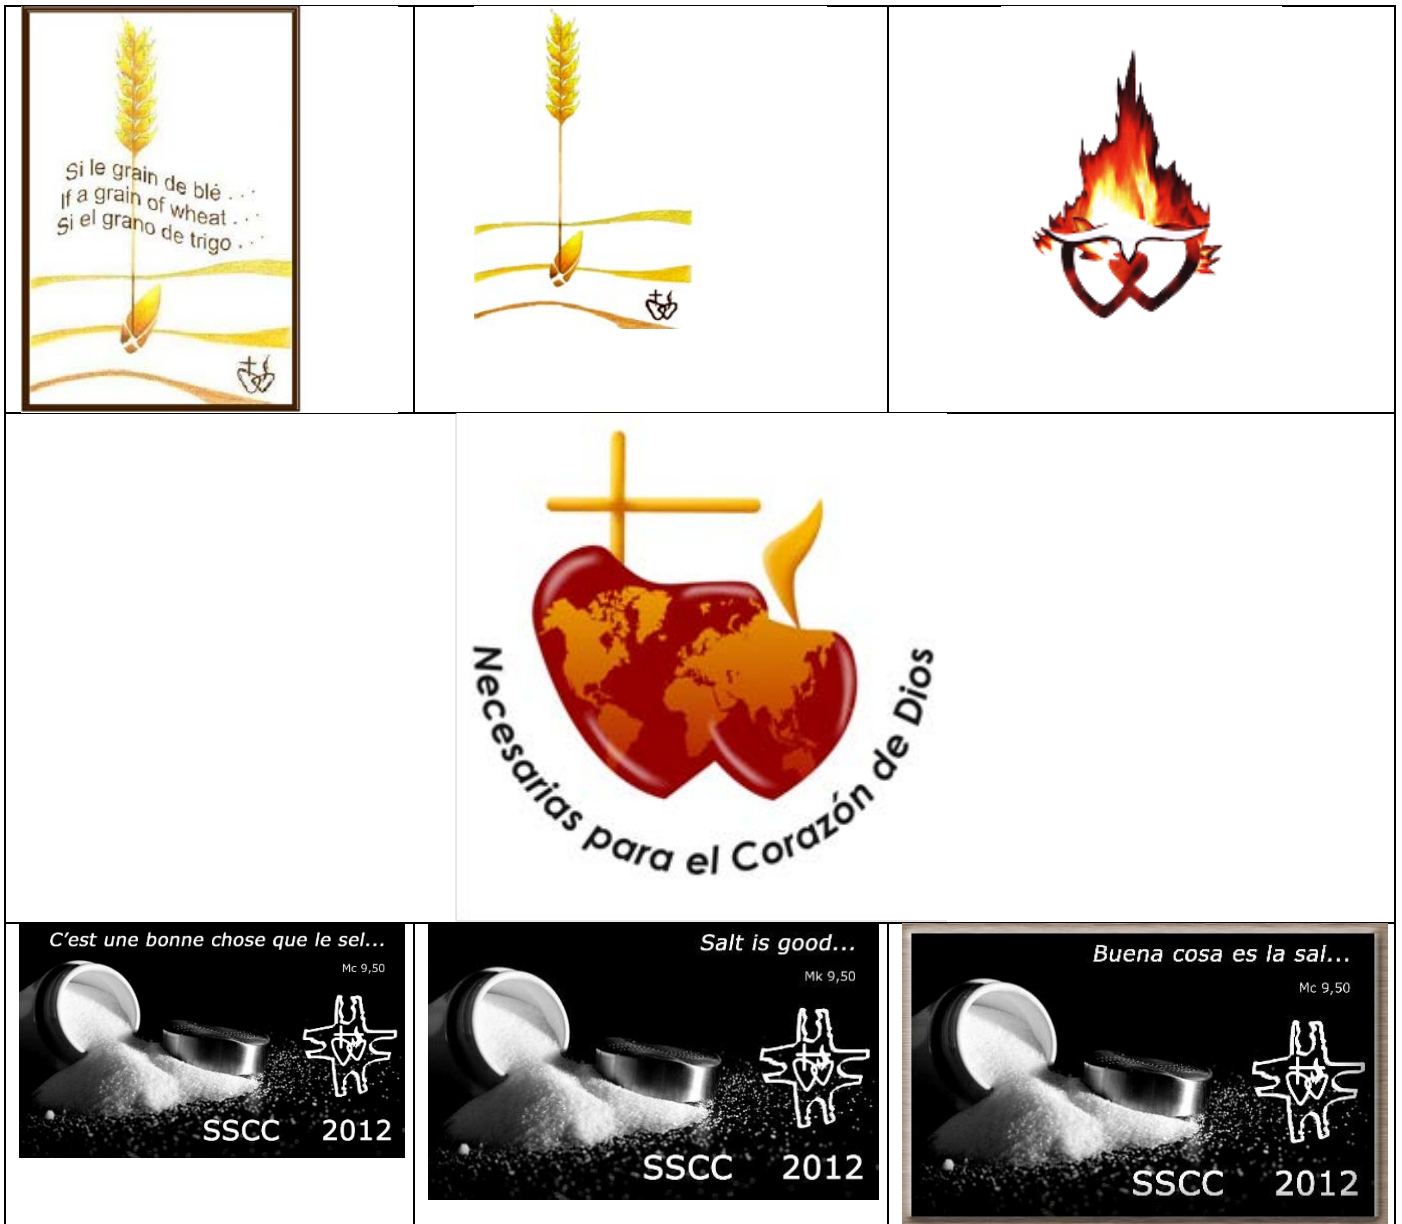 Si le grain de blé . . .
If a grain of wheat . . .
Si el grano de trigo . . .
Necesarias para el Corazón de Dios
C'est une bonne chose que le sel...
Mc 9,50
SSCC 2012
Salt is good...
Mk 9,50
SSCC 2012
Buena cosa es la sal...
Mc 9,50
SSCC 2012